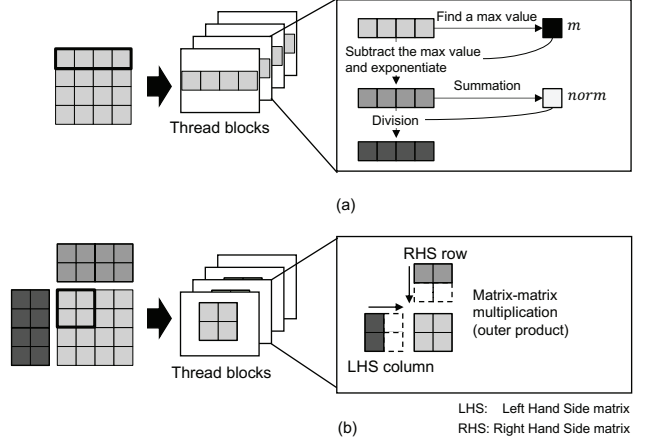 Find a max value
m
Subtract the max value
and exponentiate
Summation
norm
Division
Thread blocks
(a)
RHS row
Matrix-matrix
multiplication
(outer product)
LHS column
Thread blocks
(b)
LHS: Left Hand Side matrix
RHS: Right Hand Side matrix